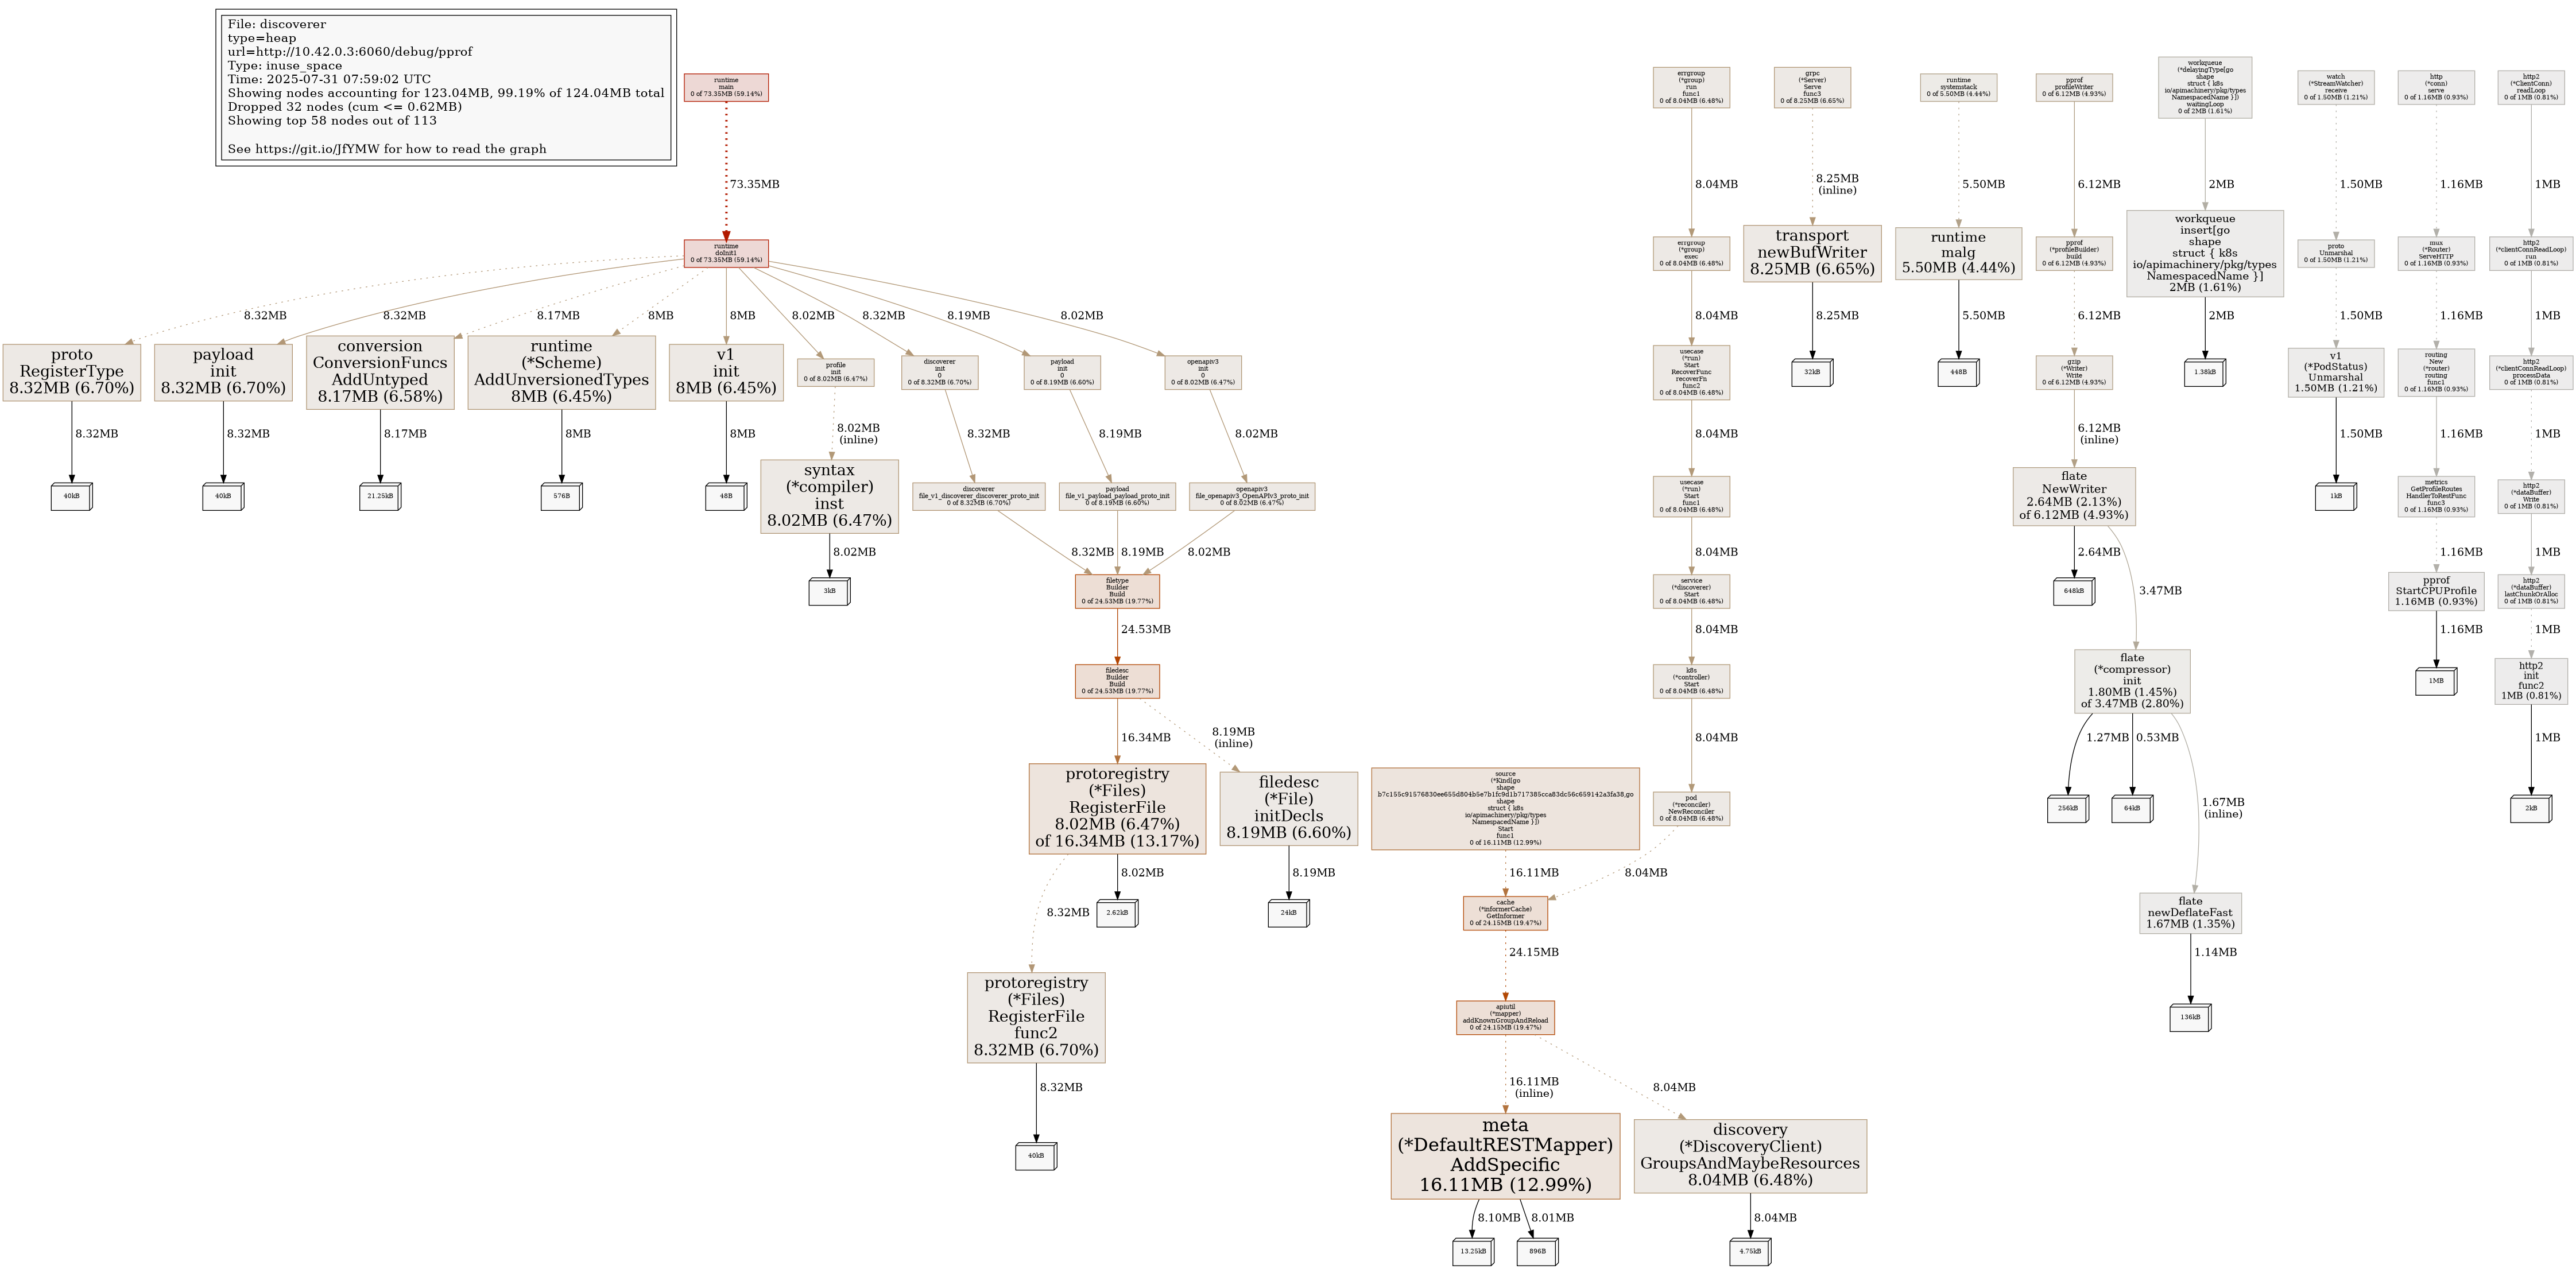 File: discoverer
type=heap
url=http://10.42.0.3:6060/debug/pprof
Type: inuse_space
Time: 2025-07-31 07:59:02 UTC
Showing nodes accounting for 123.04MB, 99.19% of 124.04MB total
Dropped 32 nodes (cum <= 0.62MB)
Showing top 58 nodes out of 113
See https://git.io/JfYMW for how to read the graph
runtime
main
0 of 73.35MB (59.14%)
73.35MB
runtime
doInit1
0 of 73.35MB (59.14%)
8.32MB
8.32MB
8.17MB
8MB
8MB
8.02MB
8.32MB
8.19MB
8.02MB
proto
RegisterType
8.32MB (6.70%)
8.32MB
40kB
payload
init
8.32MB (6.70%)
8.32MB
40kB
conversion
ConversionFuncs
AddUntyped
8.17MB (6.58%)
8.17MB
21.25kB
runtime
(*Scheme)
AddUnversionedTypes
8MB (6.45%)
8MB
576B
v1
init
8MB (6.45%)
8MB
48B
profile
init
0 of 8.02MB (6.47%)
8.02MB
(inline)
syntax
(*compiler)
inst
8.02MB (6.47%)
8.02MB
3kB
discoverer
init
0
0 of 8.32MB (6.70%)
8.32MB
discoverer
file_v1_discoverer_discoverer_proto_init
0 of 8.32MB (6.70%)
8.32MB
payload
init
0
0 of 8.19MB (6.60%)
8.19MB
payload
file_v1_payload_payload_proto_init
0 of 8.19MB (6.60%)
8.19MB
openapiv3
init
0
0 of 8.02MB (6.47%)
8.02MB
openapiv3
file_openapiv3_OpenAPIv3_proto_init
0 of 8.02MB (6.47%)
8.02MB
filetype
Builder
Build
0 of 24.53MB (19.77%)
24.53MB
filedesc
Builder
Build
0 of 24.53MB (19.77%)
16.34MB
8.19MB
(inline)
protoregistry
(*Files)
RegisterFile
8.02MB (6.47%)
of 16.34MB (13.17%)
8.32MB
8.02MB
2.62kB
filedesc
(*File)
initDecls
8.19MB (6.60%)
8.19MB
24kB
protoregistry
(*Files)
RegisterFile
func2
8.32MB (6.70%)
8.32MB
40kB
errgroup
(*group)
run
func1
0 of 8.04MB (6.48%)
8.04MB
errgroup
(*group)
exec
0 of 8.04MB (6.48%)
8.04MB
usecase
(*run)
Start
RecoverFunc
recoverFn
func2
0 of 8.04MB (6.48%)
8.04MB
usecase
(*run)
Start
func1
0 of 8.04MB (6.48%)
8.04MB
service
(*discoverer)
Start
0 of 8.04MB (6.48%)
8.04MB
k8s
(*controller)
Start
0 of 8.04MB (6.48%)
8.04MB
pod
(*reconciler)
NewReconciler
0 of 8.04MB (6.48%)
8.04MB
source
(*Kind[go
shape
struct { k8s
io/apimachinery/pkg/types
NamespacedName }])
Start
func1
0 of 16.11MB (12.99%)
16.11MB
cache
(*informerCache)
GetInformer
0 of 24.15MB (19.47%)
24.15MB
apiutil
(*mapper)
addKnownGroupAndReload
0 of 24.15MB (19.47%)
16.11MB
(inline)
8.04MB
meta
(*DefaultRESTMapper)
AddSpecific
16.11MB (12.99%)
8.10MB
8.01MB
13.25kB
896B
discovery
(*DiscoveryClient)
GroupsAndMaybeResources
8.04MB (6.48%)
8.04MB
4.75kB
grpc
(*Server)
Serve
func3
0 of 8.25MB (6.65%)
8.25MB
(inline)
transport
newBufWriter
8.25MB (6.65%)
8.25MB
32kB
runtime
systemstack
0 of 5.50MB (4.44%)
5.50MB
runtime
malg
5.50MB (4.44%)
5.50MB
448B
pprof
profileWriter
0 of 6.12MB (4.93%)
6.12MB
pprof
(*profileBuilder)
build
0 of 6.12MB (4.93%)
6.12MB
gzip
(*Writer)
Write
0 of 6.12MB (4.93%)
6.12MB
(inline)
flate
NewWriter
2.64MB (2.13%)
of 6.12MB (4.93%)
2.64MB
648kB
3.47MB
flate
(*compressor)
init
1.80MB (1.45%)
of 3.47MB (2.80%)
1.27MB
0.53MB
256kB
64kB
1.67MB
(inline)
flate
newDeflateFast
1.67MB (1.35%)
1.14MB
136kB
workqueue
(*delayingType[go
shape
struct { k8s
io/apimachinery/pkg/types
NamespacedName }])
waitingLoop
0 of 2MB (1.61%)
2MB
workqueue
insert[go
shape
struct { k8s
io/apimachinery/pkg/types
NamespacedName }]
2MB (1.61%)
2MB
1.38kB
watch
(*StreamWatcher)
receive
0 of 1.50MB (1.21%)
1.50MB
proto
Unmarshal
0 of 1.50MB (1.21%)
1.50MB
v1
(*PodStatus)
Unmarshal
1.50MB (1.21%)
1.50MB
1kB
http
(*conn)
serve
0 of 1.16MB (0.93%)
1.16MB
mux
(*Router)
ServeHTTP
0 of 1.16MB (0.93%)
1.16MB
routing
New
(*router)
routing
func1
0 of 1.16MB (0.93%)
1.16MB
metrics
GetProfileRoutes
HandlerToRestFunc
func3
0 of 1.16MB (0.93%)
1.16MB
pprof
StartCPUProfile
1.16MB (0.93%)
1.16MB
1MB
http2
(*ClientConn)
readLoop
0 of 1MB (0.81%)
1MB
http2
(*clientConnReadLoop)
run
0 of 1MB (0.81%)
1MB
http2
(*clientConnReadLoop)
processData
0 of 1MB (0.81%)
1MB
http2
(*dataBuffer)
Write
0 of 1MB (0.81%)
1MB
http2
(*dataBuffer)
lastChunkOrAlloc
0 of 1MB (0.81%)
1MB
http2
init
func2
1MB (0.81%)
1MB
2kB